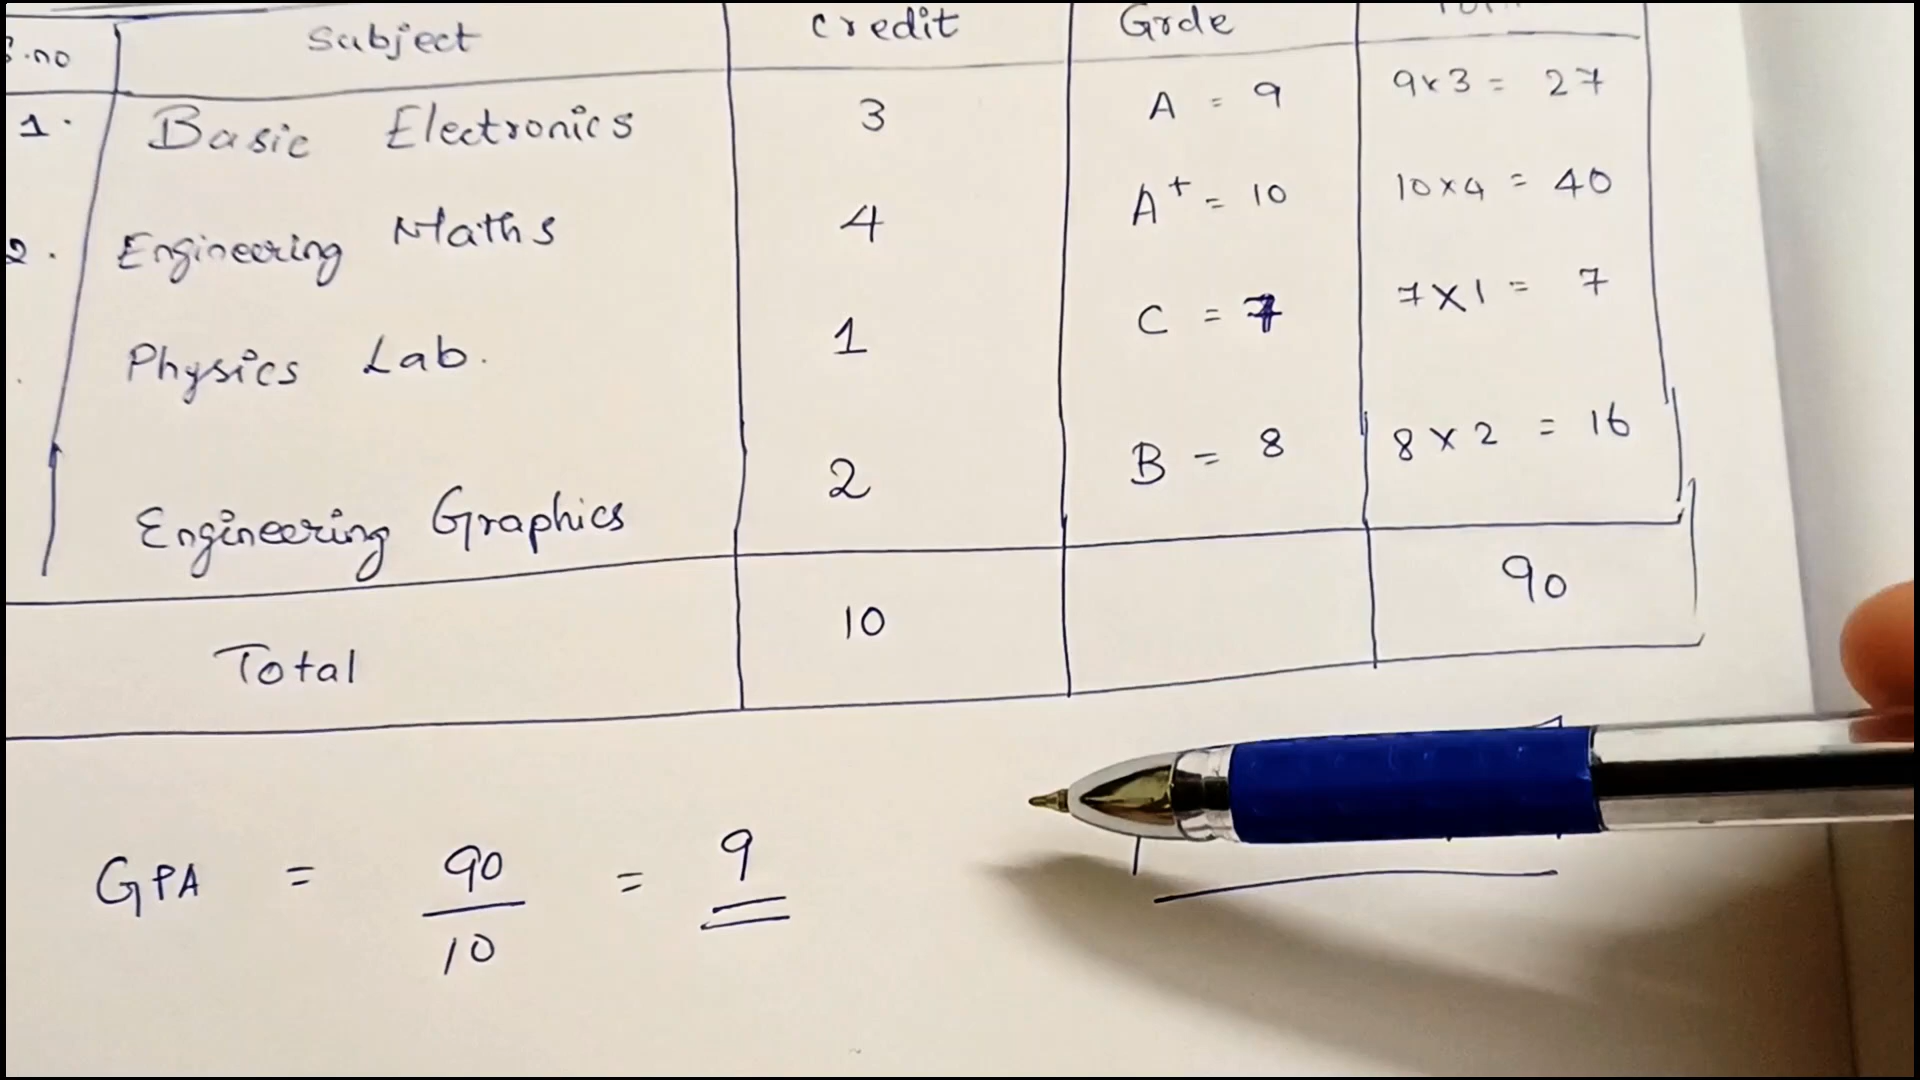 S.no Subject Credit Grde
1. Basic Electronics 3 A = 9 9x3 = 27
2. Engineering Maths 4 A+ = 10 10x4 = 40
. Physics Lab. 1 C = 7 7x1 = 7
Engineering Graphics 2 B = 8 8x2 = 16
Total 10 90
GPA = 90/10 = 9